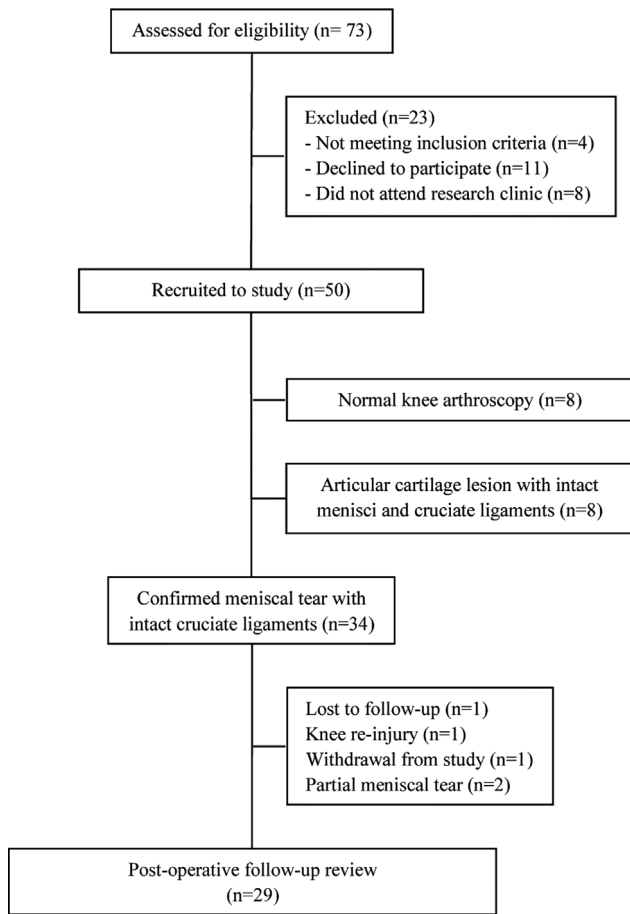 Assessed for eligibility (n= 73)
Excluded (n=23)
- Not meeting inclusion criteria (n=4)
- Declined to participate (n=11)
- Did not attend research clinic (n=8)
Recruited to study (n=50)
Normal knee arthroscopy (n=8)
Articular cartilage lesion with intact
menisci and cruciate ligaments (n=8)
Confirmed meniscal tear with
intact cruciate ligaments (n=34)
Lost to follow-up (n=1)
Knee re-injury (n=1)
Withdrawal from study (n=1)
Partial meniscal tear (n=2)
Post-operative follow-up review
(n=29)